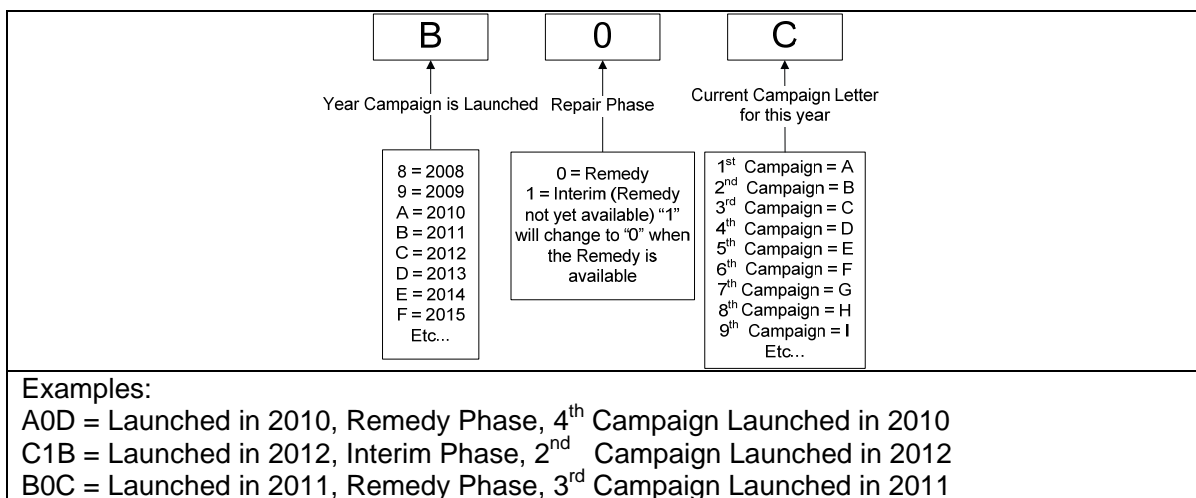 B
0
C
Year Campaign is Launched
Repair Phase
Current Campaign Letter
for this year
8 = 2008
9 = 2009
A = 2010
B = 2011
C = 2012
D = 2013
E = 2014
F = 2015
Etc...
0 = Remedy
1 = Interim (Remedy
not yet available) “1”
will change to “0” when
the Remedy is
available
1st Campaign = A
2nd Campaign = B
3rd Campaign = C
4th Campaign = D
5th Campaign = E
6th Campaign = F
7th Campaign = G
8th Campaign = H
9th Campaign = I
Etc...
Examples:
A0D = Launched in 2010, Remedy Phase, 4th Campaign Launched in 2010
C1B = Launched in 2012, Interim Phase, 2nd Campaign Launched in 2012
B0C = Launched in 2011, Remedy Phase, 3rd Campaign Launched in 2011